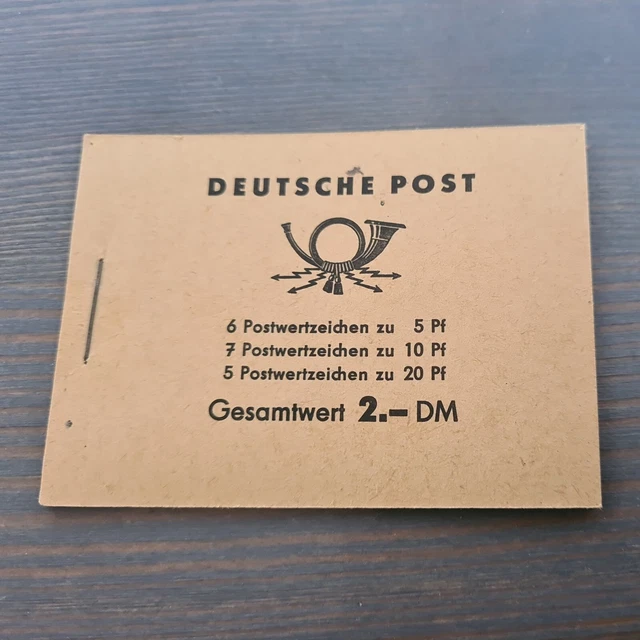 DEUTSCHE POST
6 Postwertzeichen zu 5 Pf
7 Postwertzeichen zu 10 Pf
5 Postwertzeichen zu 20 Pf
Gesamtwert 2.– DM